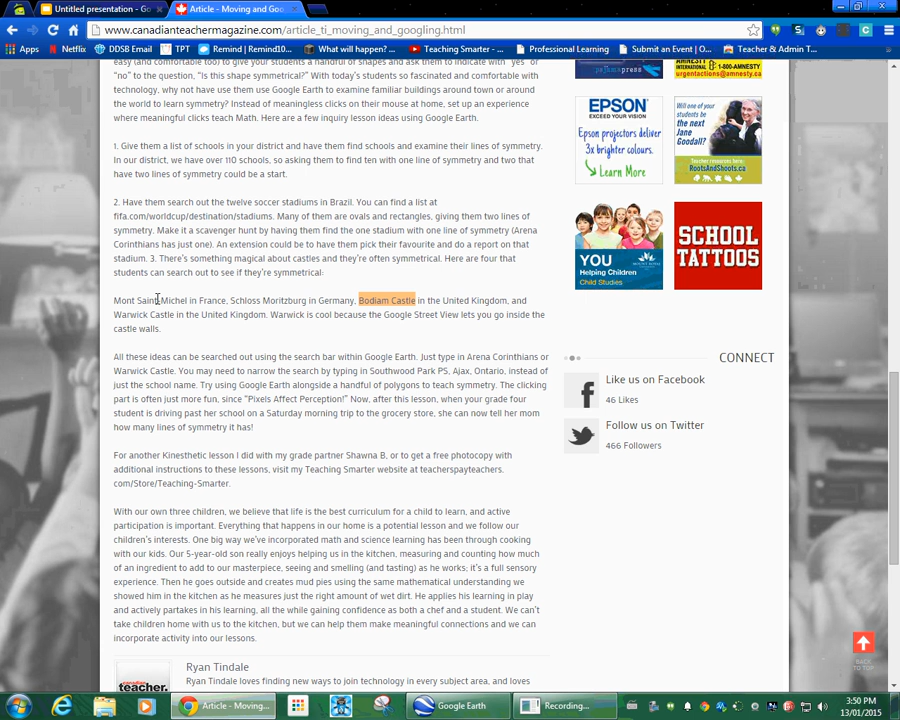 Untitled presentation - G
Article - Moving and Goo
www.canadianteachermagazine.com/article_ti_moving_and_googling.html
Apps
Netflix
DDSB Email
TPT
Remind | Remind10...
What will happen? ...
Teaching Smarter...
Professional Learning
Submit an Event | O...
Teacher & Admin T...
easy (and comfortable too) to give your students a handful of shapes and ask them to indicate with "yes" or
"no" to the question, "Is this shape symmetrical?" With today's students so fascinated and comfortable with
technology, why not have use them use Google Earth to examine familiar buildings around town or around
the world to learn symmetry? Instead of meaningless clicks on their mouse at home, set up an experience
where meaningful clicks teach Math. Here are a few inquiry lesson ideas using Google Earth.
1. Give them a list of schools in your district and have them find schools and examine their lines of symmetry.
In our district, we have over 110 schools, so asking them to find ten with one line of symmetry and two that
have two lines of symmetry could be a start.
2. Have them search out the twelve soccer stadiums in Brazil. You can find a list at
fifa.com/worldcup/destination/stadiums. Many of them are ovals and rectangles, giving them two lines of
symmetry. Make it a scavenger hunt by having them find the one stadium with one line of symmetry (Arena
Corinthians has just one). An extension could be to have them pick their favourite and do a report on that
stadium. 3. There's something magical about castles and they're often symmetrical. Here are four that
students can search out to see if they're symmetrical:
Mont Saint Michel in France, Schloss Moritzburg in Germany, Bodiam Castle in the United Kingdom, and
Warwick Castle in the United Kingdom. Warwick is cool because the Google Street View lets you go inside the
castle walls.
All these ideas can be searched out using the search bar within Google Earth. Just type in Arena Corinthians or
Warwick Castle. You may need to narrow the search by typing in Southwood Park PS, Ajax, Ontario, instead of
just the school name. Try using Google Earth alongside a handful of polygons to teach symmetry. The clicking
part is often just more fun, since "Pixels Affect Perception!" Now, after this lesson, when your grade four
student is driving past her school on a Saturday morning trip to the grocery store, she can now tell her mom
how many lines of symmetry it has!
For another Kinesthetic lesson I did with my grade partner Shawna B, or to get a free photocopy with
additional instructions to these lessons, visit my Teaching Smarter website at teacherspayteachers.
com/Store/Teaching-Smarter.
With our own three children, we believe that life is the best curriculum for a child to learn, and active
participation is important. Everything that happens in our home is a potential lesson and we follow our
children's interests. One big way we've incorporated math and science learning has been through cooking
with our kids. Our 5-year-old son really enjoys helping us in the kitchen, measuring and counting how much
of an ingredient to add to our masterpiece, seeing and smelling (and tasting) as he works; it's a full sensory
experience. Then he goes outside and creates mud pies using the same mathematical understanding we
showed him in the kitchen as he measures just the right amount of wet dirt. He applies his learning in play
and actively partakes in his learning, all the while gaining confidence as both a chef and a student. We can't
take children home with us to the kitchen, but we can help them make meaningful connections and we can
incorporate activity into our lessons.
canadian
teacher.
Ryan Tindale
Ryan Tindale loves finding new ways to join technology in every subject area, and loves
pajamapress
AMNESTY
1-800-AMNESTY
urgentactions@amnesty.ca
EPSON
EXCEED YOUR VISION
Epson projectors deliver
3x brighter colours.
Learn More
Will one of
your students
be the next
Jane
Goodall?
Teacher resources here:
RootsAndShoots.ca
YOU
Helping Children
Child Studies
MOUNT ROYAL
SCHOOL
TATTOOS
CONNECT
Like us on Facebook
46 Likes
Follow us on Twitter
466 Followers
BACK
TO TOP
Article - Moving...
Google Earth
Recording...
3:50 PM
13/01/2015